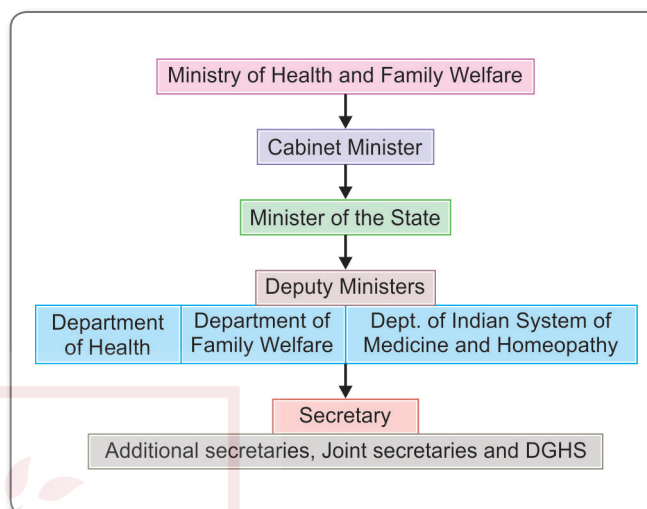 Ministry of Health and Family Welfare
Cabinet Minister
Minister of the State
Deputy Ministers
Department
of Health
Department of
Family Welfare
Dept. of Indian System of
Medicine and Homeopathy
Secretary
Additional secretaries, Joint secretaries and DGHS